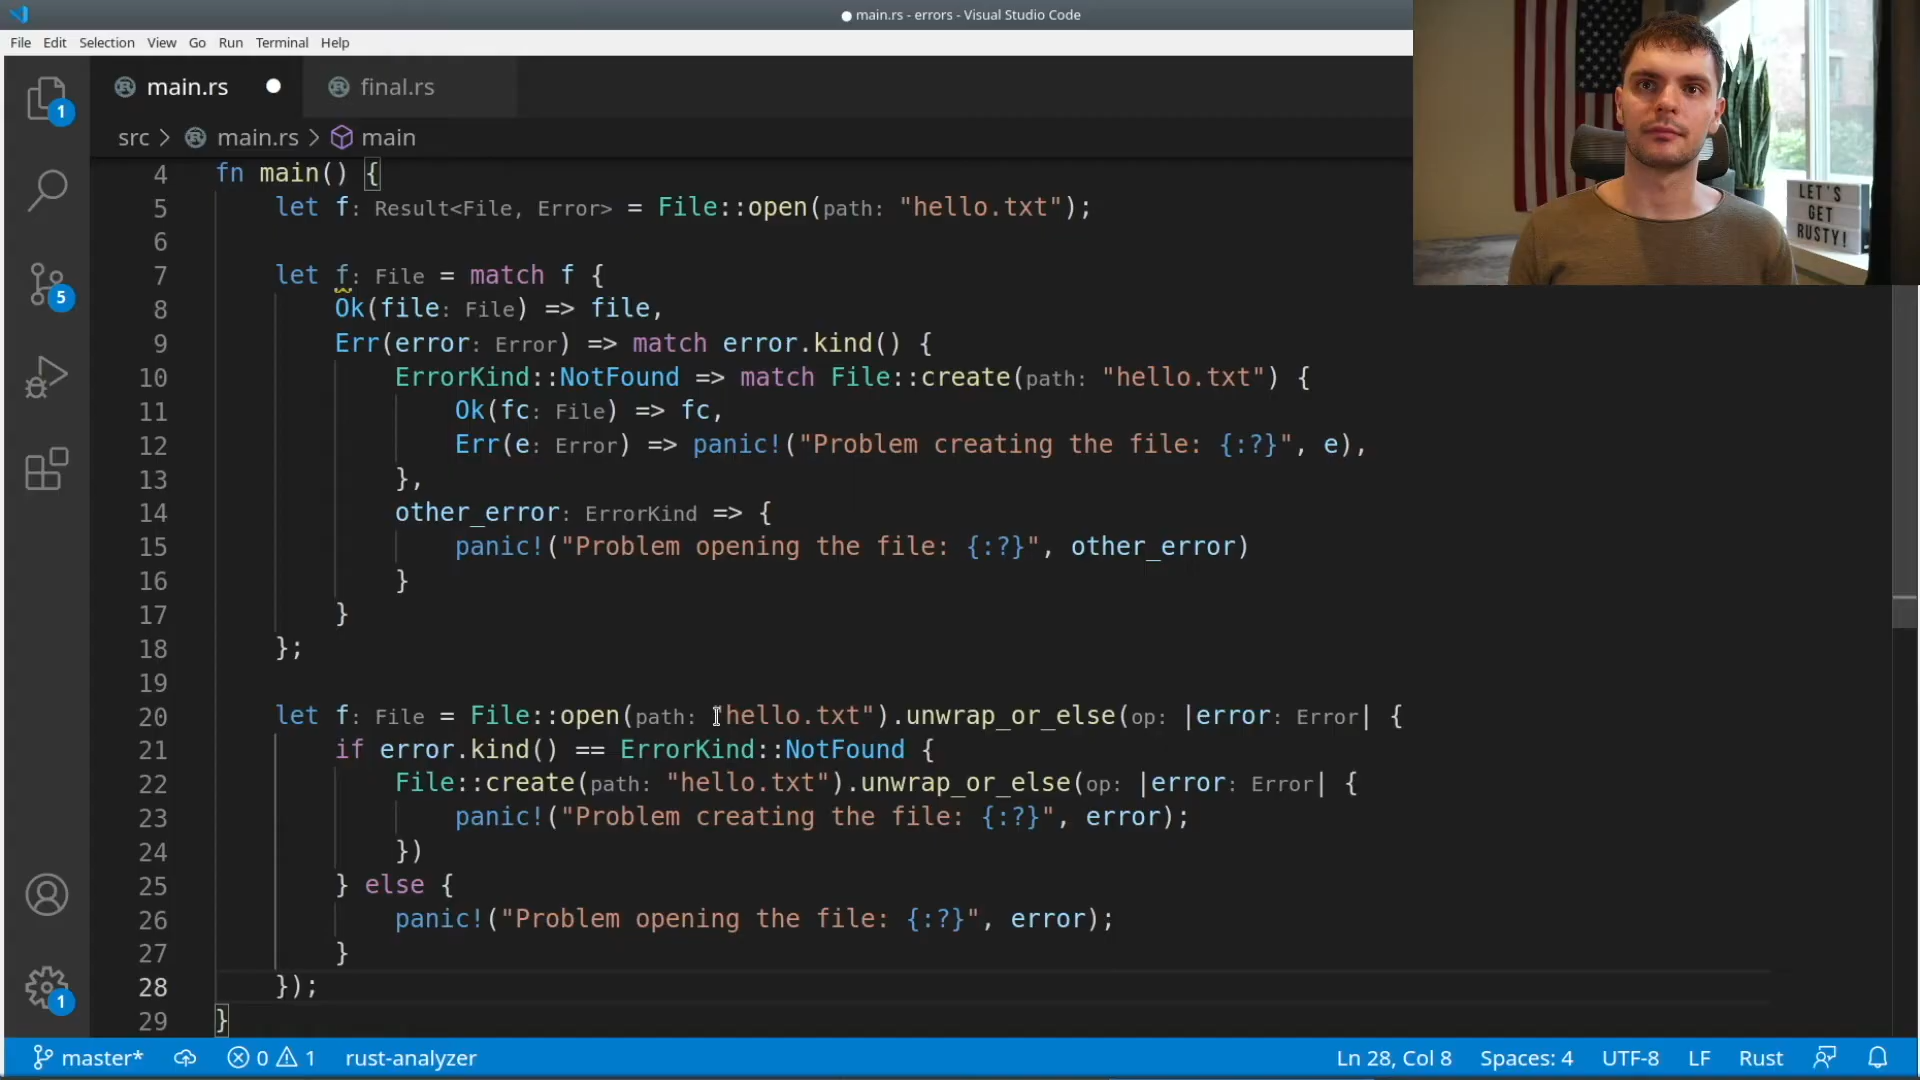 main.rs - errors - Visual Studio Code
File Edit Selection View Go Run Terminal Help
main.rs final.rs
src > main.rs > main
4 fn main() {
5 let f: Result<File, Error> = File::open(path: "hello.txt");
6
7 let f: File = match f {
8 Ok(file: File) => file,
9 Err(error: Error) => match error.kind() {
10 ErrorKind::NotFound => match File::create(path: "hello.txt") {
11 Ok(fc: File) => fc,
12 Err(e: Error) => panic!("Problem creating the file: {:?}", e),
13 },
14 other_error: ErrorKind => {
15 panic!("Problem opening the file: {:?}", other_error)
16 }
17 }
18 };
19
20 let f: File = File::open(path: "hello.txt").unwrap_or_else(op: |error: Error| {
21 if error.kind() == ErrorKind::NotFound {
22 File::create(path: "hello.txt").unwrap_or_else(op: |error: Error| {
23 panic!("Problem creating the file: {:?}", error);
24 })
25 } else {
26 panic!("Problem opening the file: {:?}", error);
27 }
28 });
29 }
1
5
1
LET'S
GET
RUSTY!
master* 0 1 rust-analyzer Ln 28, Col 8 Spaces: 4 UTF-8 LF Rust